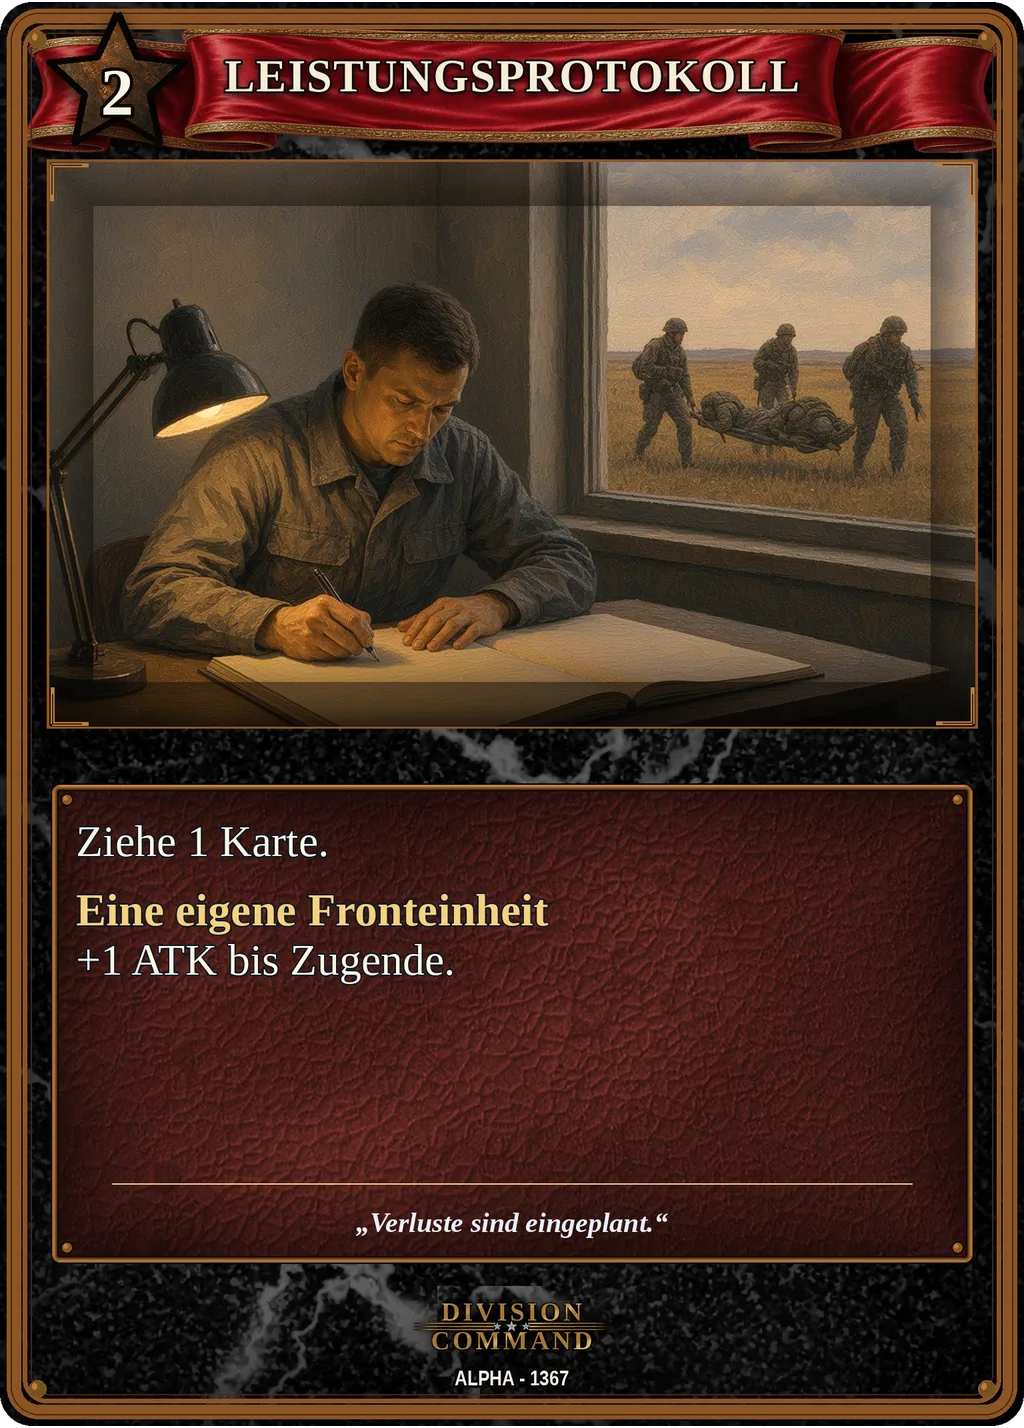 2
LEISTUNGSPROTOKOLL
Ziehe 1 Karte.
Eine eigene Fronteinheit
+1 ATK bis Zugende.
„Verluste sind eingeplant.“
DIVISION
COMMAND
ALPHA - 1367